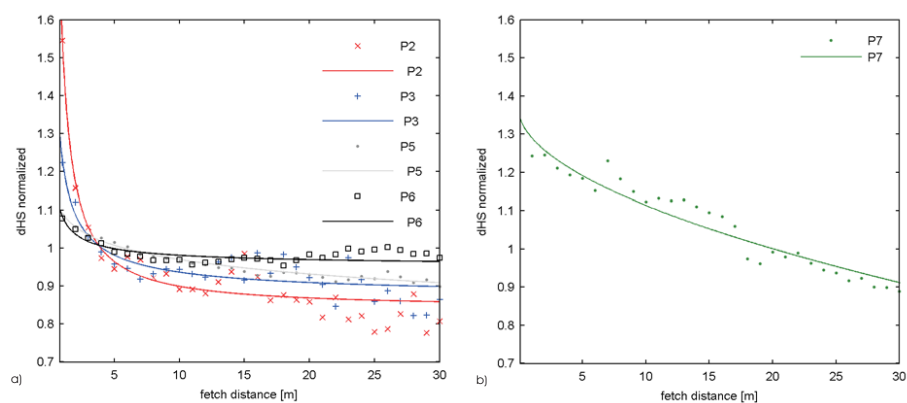 1.6
1.5
1.4
1.3
1.2
1.1
1
0.9
0.8
0.7
dHS normalized
P2
P2
P3
P3
P5
P5
P6
P6
5
10
15
20
25
30
fetch distance [m]
a)
1.6
1.5
1.4
1.3
1.2
1.1
1
0.9
0.8
0.7
dHS normalized
P7
P7
5
10
15
20
25
30
fetch distance [m]
b)